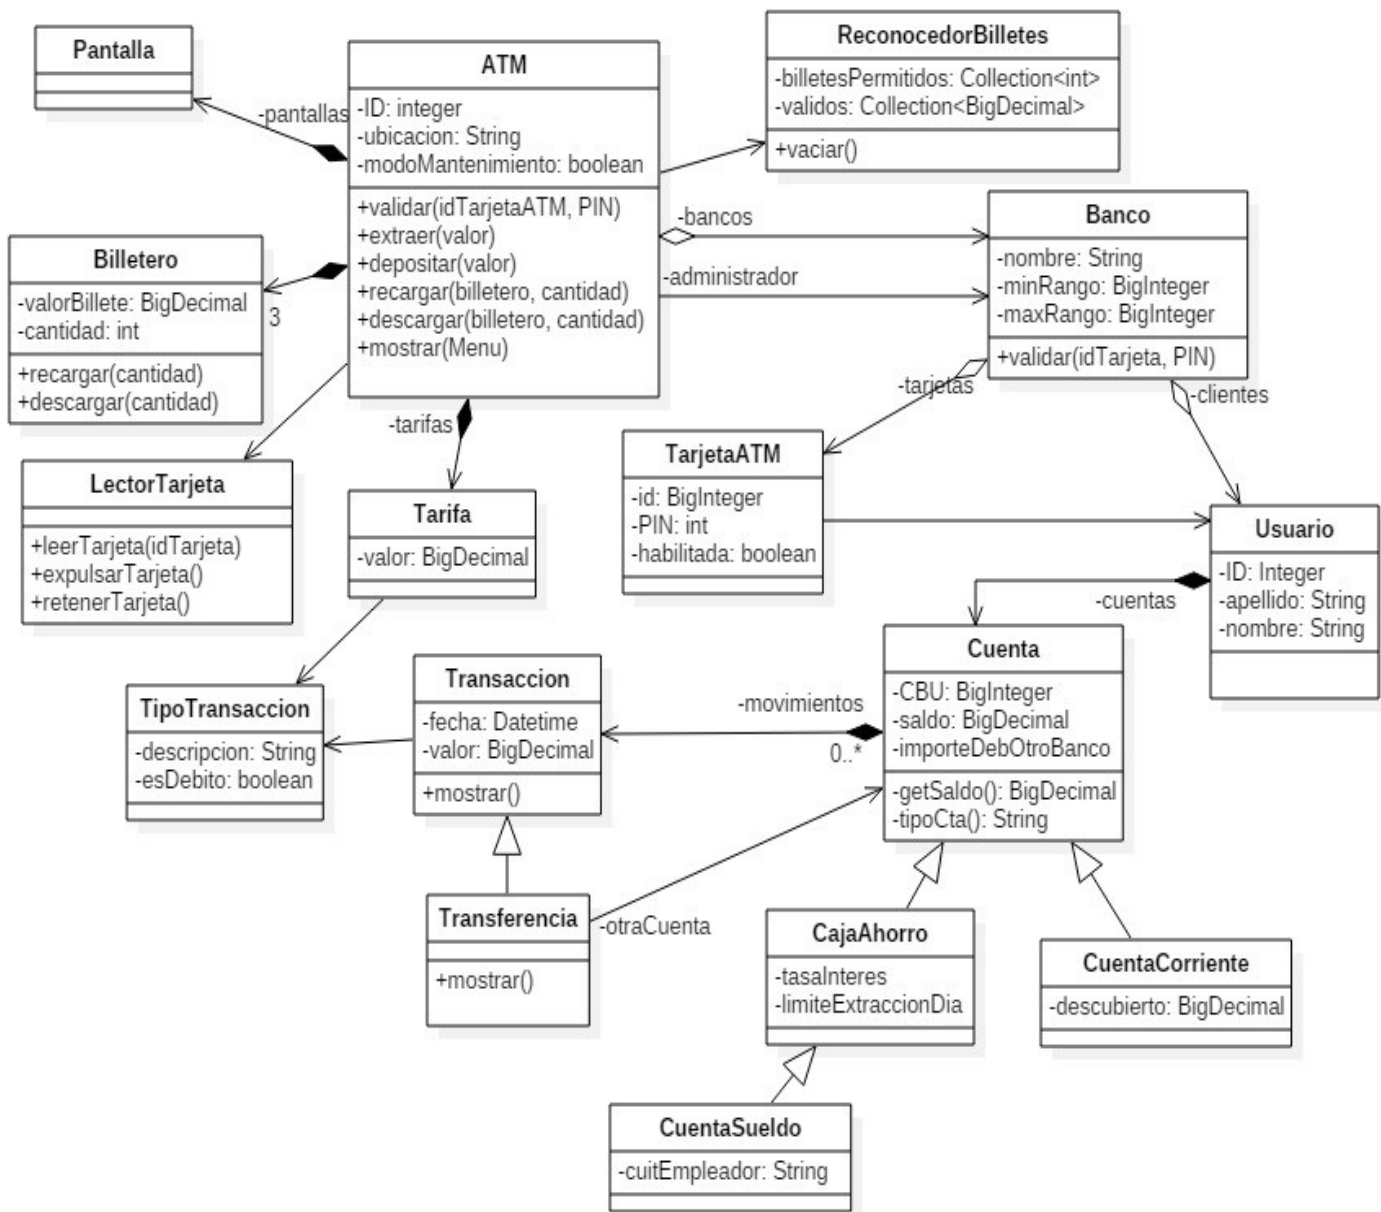 Pantalla
ATM
-ID: integer
-ubicacion: String
-modoMantenimiento: boolean
+validar(idTarjetaATM, PIN)
+extraer(valor)
+depositar(valor)
+recargar(billetero, cantidad)
+descargar(billetero, cantidad)
+mostrar(Menu)
ReconocedorBilletes
-billetesPermitidos: Collection<int>
-validos: Collection<BigDecimal>
+vaciar()
-pantallas
-bancos
-administrador
Banco
-nombre: String
-minRango: BigInteger
-maxRango: BigInteger
+validar(idTarjeta, PIN)
Billetero
-valorBillete: BigDecimal
-cantidad: int
+recargar(cantidad)
+descargar(cantidad)
3
-tarifas
-tarjetas
-clientes
LectorTarjeta
+leerTarjeta(idTarjeta)
+expulsarTarjeta()
+retenerTarjeta()
Tarifa
-valor: BigDecimal
TarjetaATM
-id: BigInteger
-PIN: int
-habilitada: boolean
Usuario
-ID: Integer
-apellido: String
-nombre: String
-cuentas
TipoTransaccion
-descripcion: String
-esDebito: boolean
Transaccion
-fecha: Datetime
-valor: BigDecimal
+mostrar()
-movimientos
0..*
Cuenta
-CBU: BigInteger
-saldo: BigDecimal
-importeDebOtroBanco
-getSaldo(): BigDecimal
-tipoCta(): String
Transferencia
+mostrar()
-otraCuenta
CajaAhorro
-tasaInteres
-limiteExtraccionDia
CuentaCorriente
-descubierto: BigDecimal
CuentaSueldo
-cuitEmpleador: String